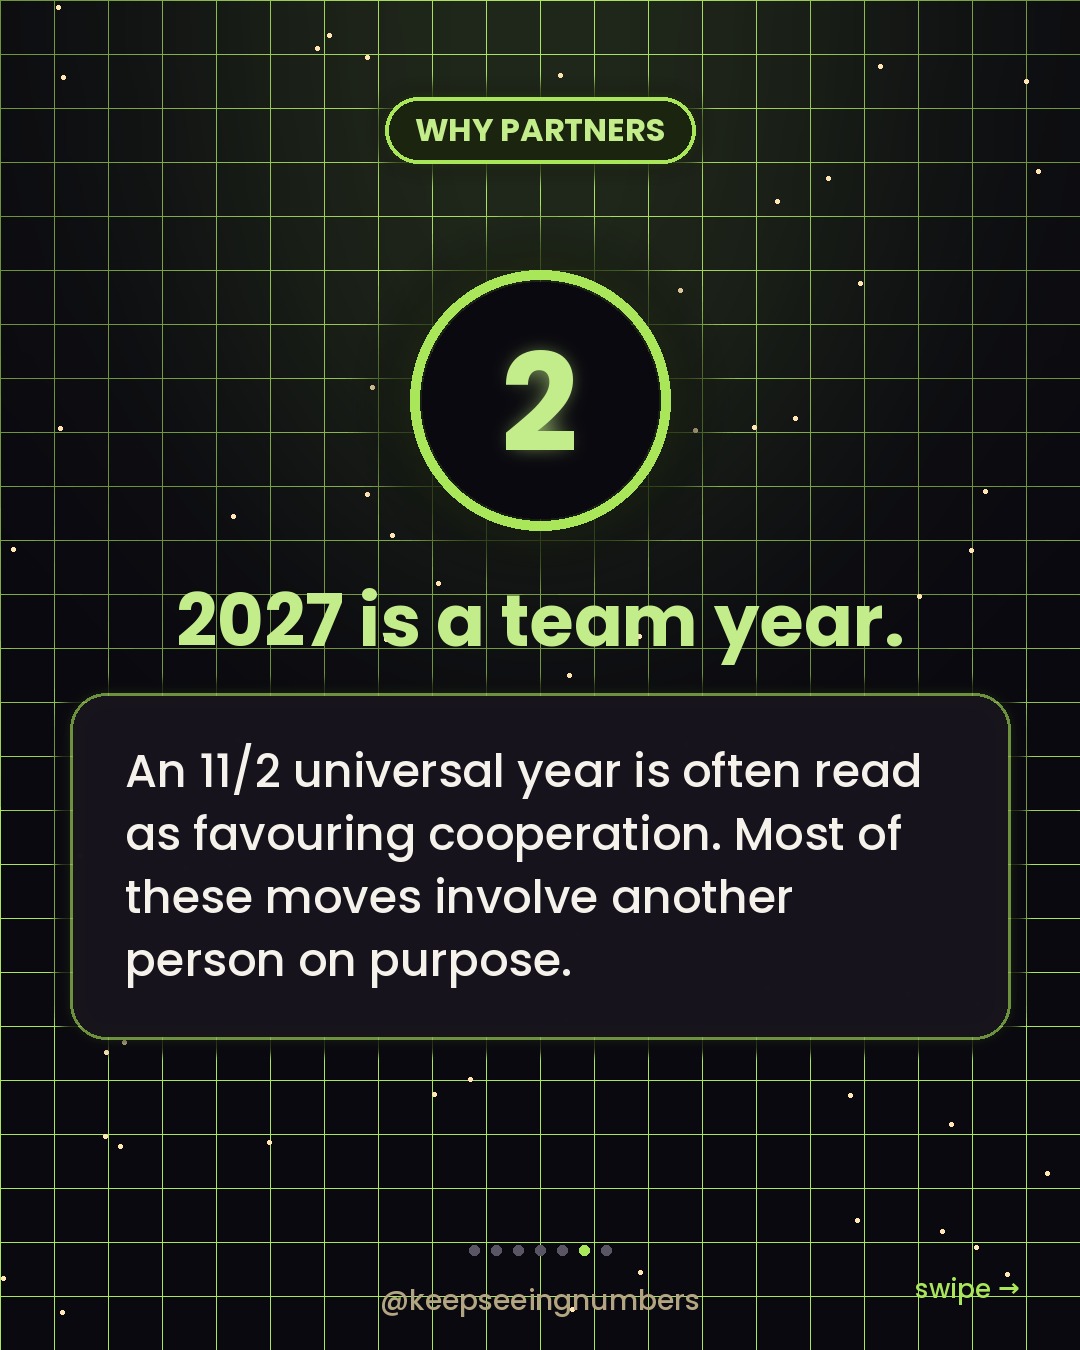 WHY PARTNERS
2
2027 is a team year.
An 11/2 universal year is often read
as favouring cooperation. Most of
these moves involve another
person on purpose.
@keepseeingnumbers
swipe →